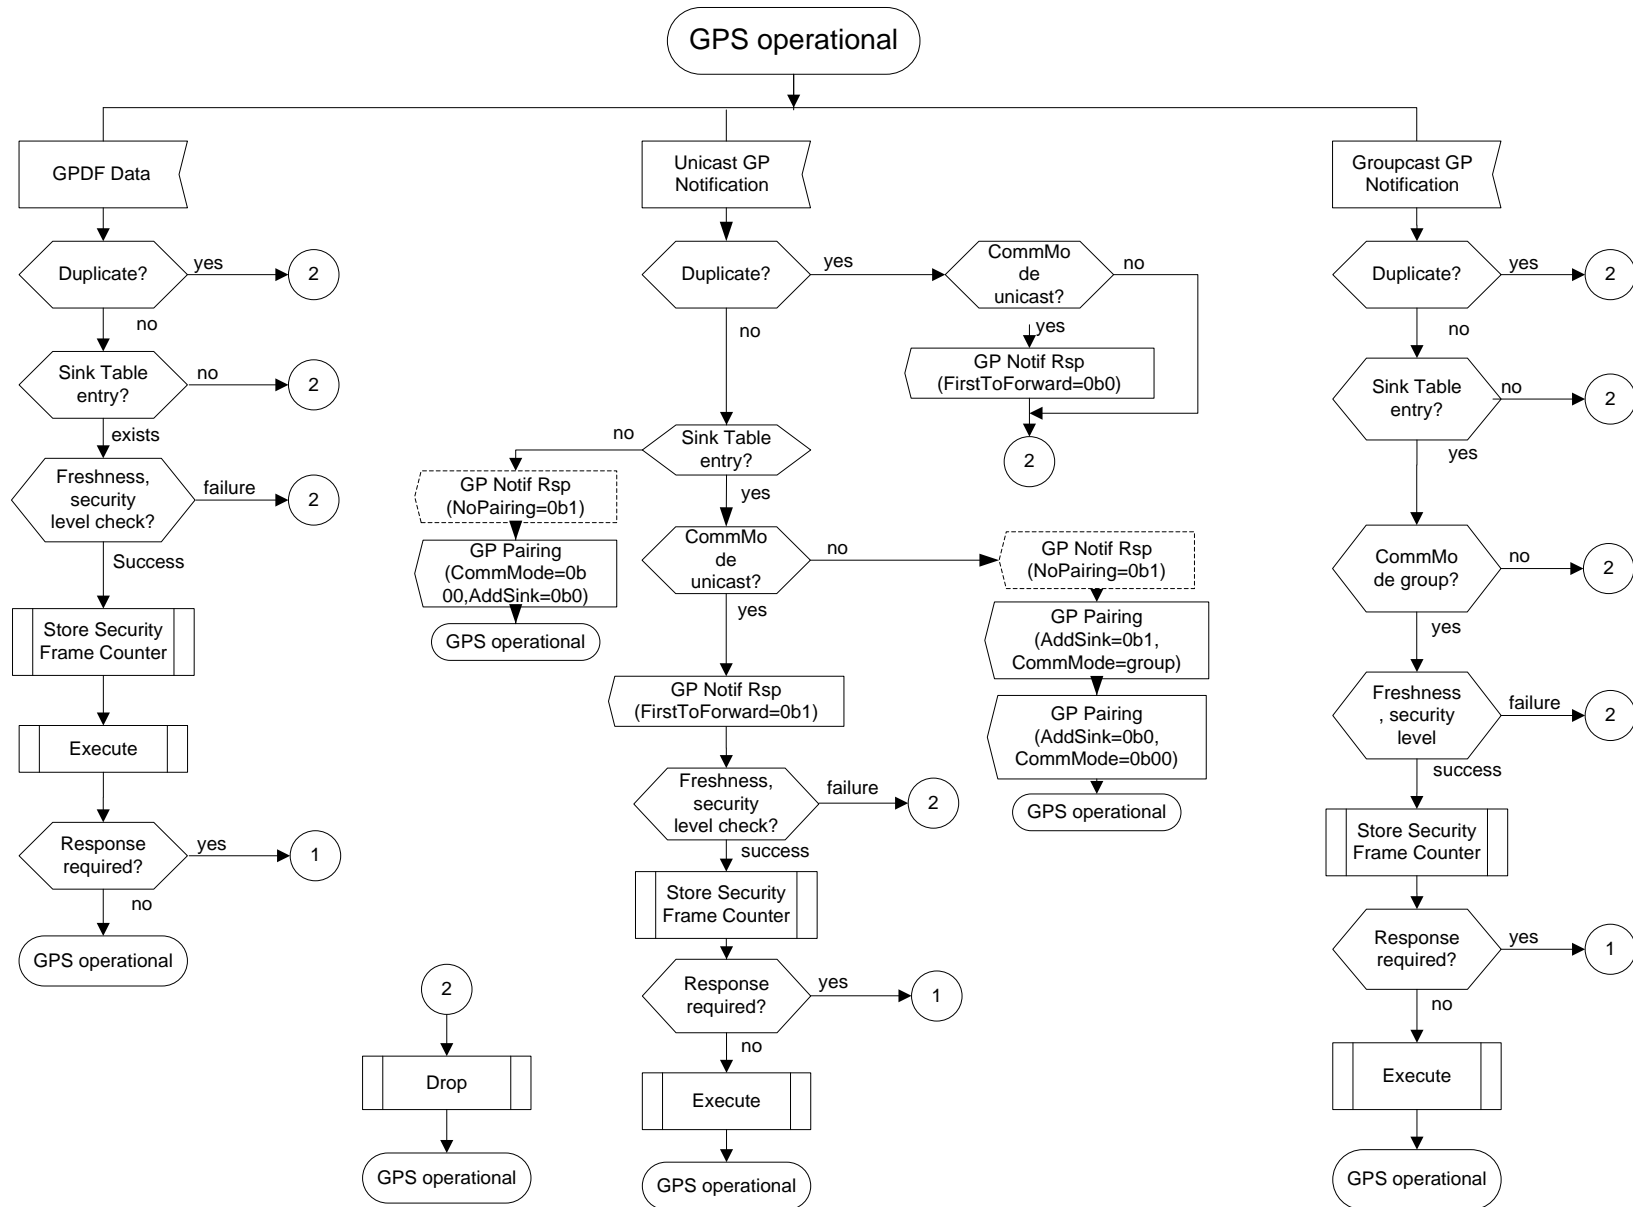 GPS operational
GPDF Data
Duplicate?
yes
2
no
Sink Table
entry?
no
2
exists
Freshness,
security
level check?
failure
2
Success
Store Security
Frame Counter
Execute
Response
required?
yes
1
no
GPS operational
2
Drop
GPS operational
Unicast GP
Notification
Duplicate?
yes
CommMo
de
unicast?
no
yes
GP Notif Rsp
(FirstToForward=0b0)
2
no
Sink Table
entry?
no
GP Notif Rsp
(NoPairing=0b1)
GP Pairing
(CommMode=0b
00,AddSink=0b0)
GPS operational
yes
CommMo
de
unicast?
no
GP Notif Rsp
(NoPairing=0b1)
GP Pairing
(AddSink=0b1,
CommMode=group)
GP Pairing
(AddSink=0b0,
CommMode=0b00)
GPS operational
yes
GP Notif Rsp
(FirstToForward=0b1)
Freshness,
security
level check?
failure
2
success
Store Security
Frame Counter
Response
required?
yes
1
no
Execute
GPS operational
Groupcast GP
Notification
Duplicate?
yes
2
no
Sink Table
entry?
no
2
yes
CommMo
de group?
no
2
yes
Freshness
, security
level
failure
2
success
Store Security
Frame Counter
Response
required?
yes
1
no
Execute
GPS operational